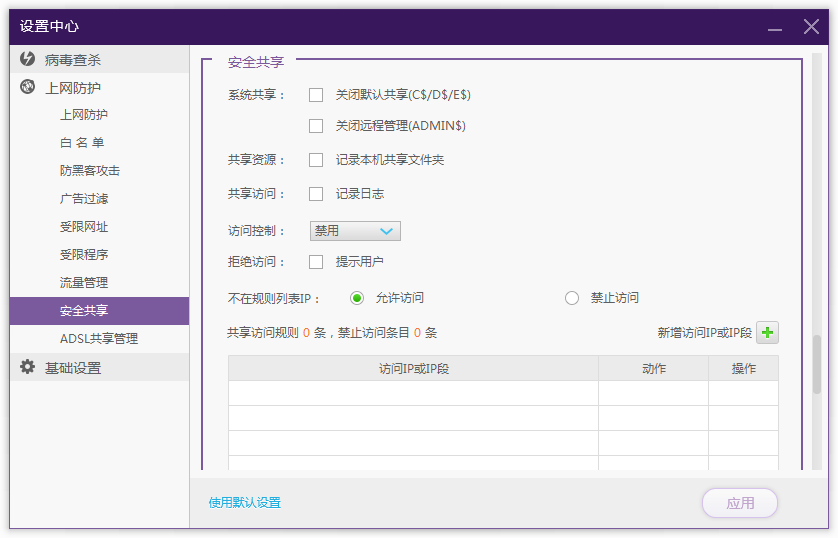 设置中心
病毒查杀
上网防护
上网防护
白 名 单
防黑客攻击
广告过滤
受限网址
受限程序
流量管理
安全共享
ADSL共享管理
基础设置
安全共享
系统共享： 关闭默认共享(C$/D$/E$)
关闭远程管理(ADMIN$)
共享资源： 记录本机共享文件夹
共享访问： 记录日志
访问控制： 禁用
拒绝访问： 提示用户
不在规则列表IP： 允许访问 禁止访问
共享访问规则 0 条，禁止访问条目 0 条 新增访问IP或IP段
访问IP或IP段 动作 操作
使用默认设置 应用